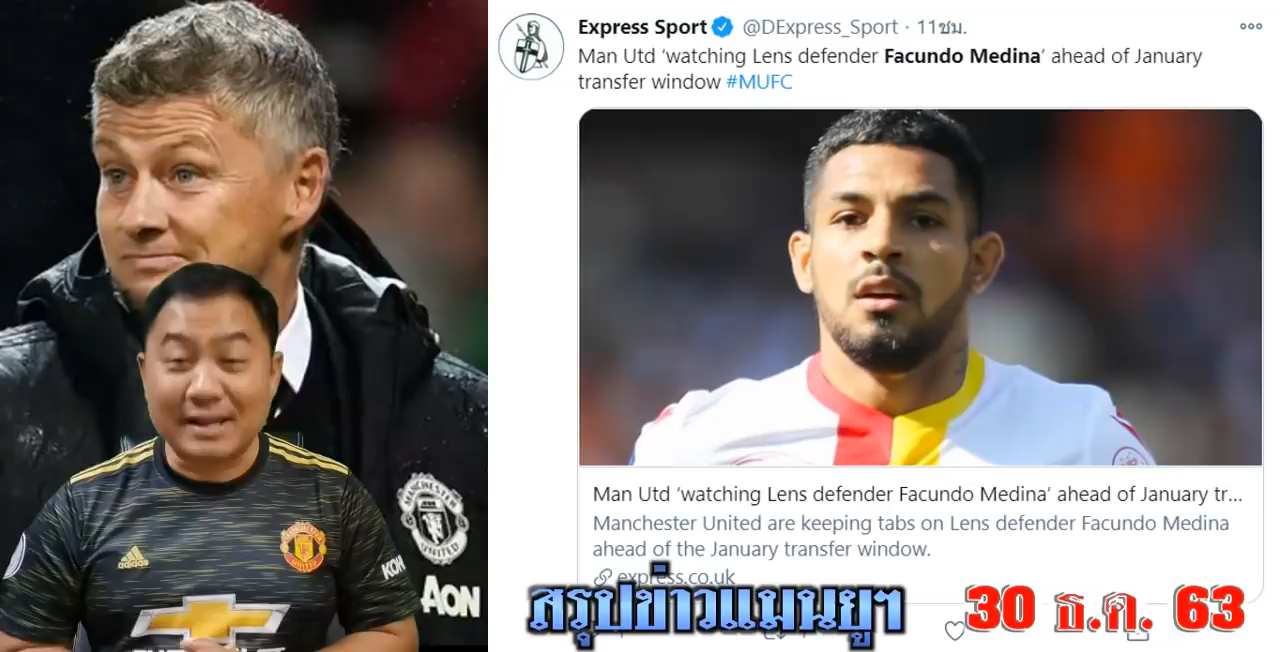 Express Sport @DExpress_Sport · 11ชม.
Man Utd ‘watching Lens defender Facundo Medina’ ahead of January
transfer window #MUFC
Man Utd ‘watching Lens defender Facundo Medina’ ahead of January tr...
Manchester United are keeping tabs on Lens defender Facundo Medina
ahead of the January transfer window.
express.co.uk
สรุปข่าวแมนยูฯ 30 ธ.ค. 63
MANCHESTER
UNITED
AON
adidas
KOH